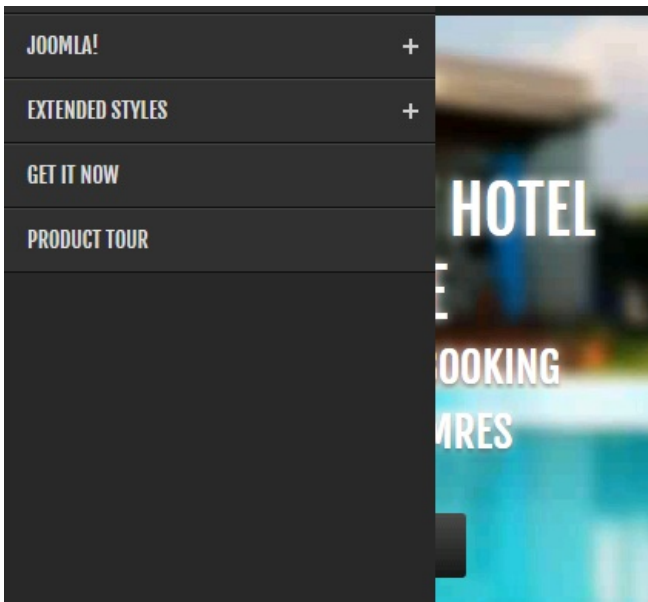 JOOMLA! +
EXTENDED STYLES +
GET IT NOW
PRODUCT TOUR
HOTEL
E
OOKING
MRES